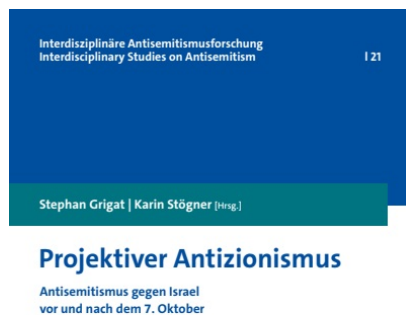 Interdisziplinäre Antisemitismusforschung
Interdisciplinary Studies on Antisemitism
| 21
Stephan Grigat | Karin Stögner [Hrsg.]
Projektiver Antizionismus
Antisemitismus gegen Israel
vor und nach dem 7. Oktober